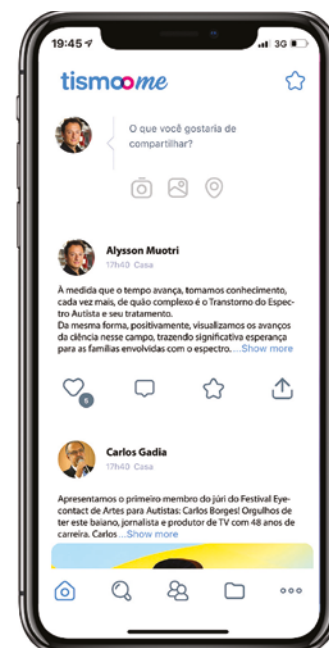 19:45
3G
tismoome
O que você gostaria de
compartilhar?
Alysson Muotri
17h40 Casa
À medida que o tempo avança, tomamos conhecimento,
cada vez mais, de quão complexo é o Transtorno do Espec-
tro Autista e seu tratamento.
Da mesma forma, positivamente, visualizamos os avanços
da ciência nesse campo, trazendo significativa esperança
para as famílias envolvidas com o espectro....Show more
5
Carlos Gadia
17h40 Casa
Apresentamos o primeiro membro do júri do Festival Eye-
contact de Artes para Autistas: Carlos Borges! Orgulhos de
ter este baiano, jornalista e produtor de TV com 48 anos de
carreira. Carlos ...Show more